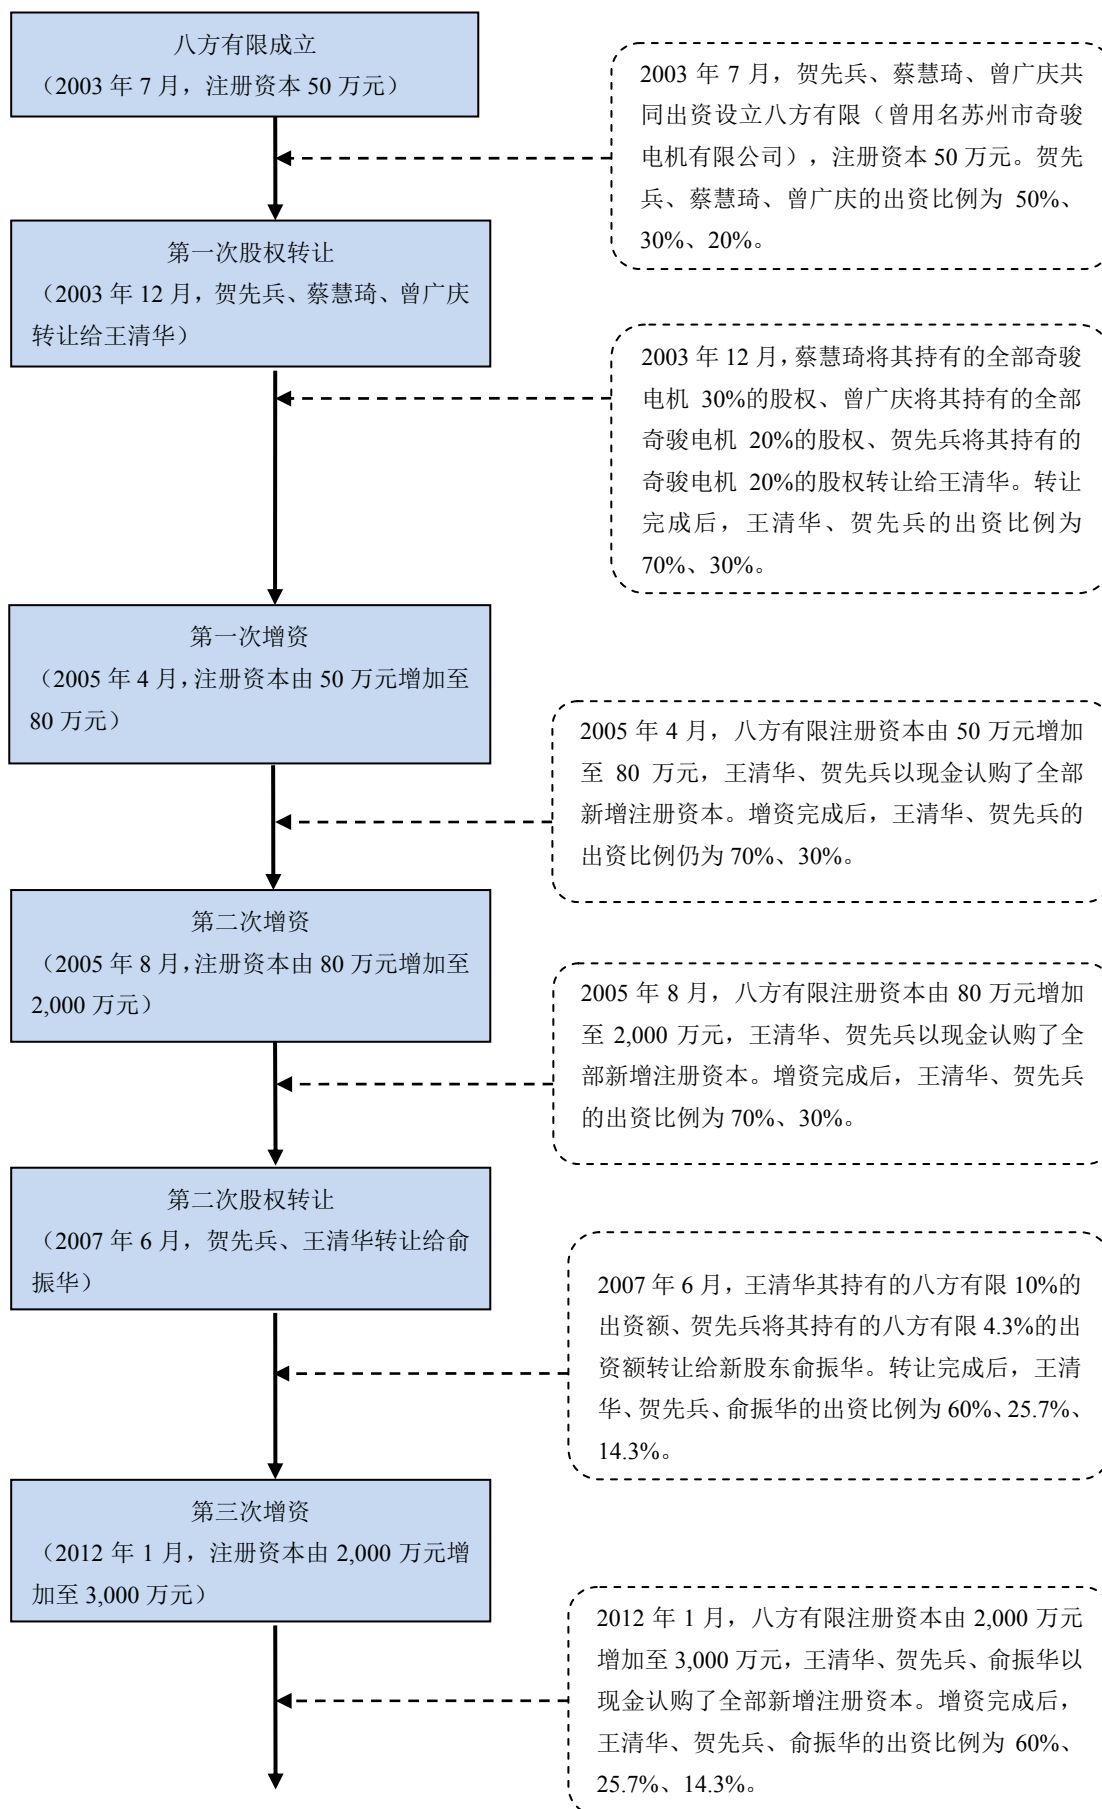 八方有限成立
（2003 年 7 月，注册资本 50 万元）
2003 年 7 月，贺先兵、蔡慧琦、曾广庆共
同出资设立八方有限（曾用名苏州市奇骏
电机有限公司），注册资本 50 万元。贺先
兵、蔡慧琦、曾广庆的出资比例为 50%、
30%、20%。
第一次股权转让
（2003 年 12 月，贺先兵、蔡慧琦、曾广庆
转让给王清华）
2003 年 12 月，蔡慧琦将其持有的全部奇骏
电机 30%的股权、曾广庆将其持有的全部
奇骏电机 20%的股权、贺先兵将其持有的
奇骏电机 20%的股权转让给王清华。转让
完成后，王清华、贺先兵的出资比例为
70%、30%。
第一次增资
（2005 年 4 月，注册资本由 50 万元增加至
80 万元）
2005 年 4 月，八方有限注册资本由 50 万元增加
至 80 万元，王清华、贺先兵以现金认购了全部
新增注册资本。增资完成后，王清华、贺先兵的
出资比例仍为 70%、30%。
第二次增资
（2005 年 8 月，注册资本由 80 万元增加至
2,000 万元）
2005 年 8 月，八方有限注册资本由 80 万元增加
至 2,000 万元，王清华、贺先兵以现金认购了全
部新增注册资本。增资完成后，王清华、贺先兵
的出资比例为 70%、30%。
第二次股权转让
（2007 年 6 月，贺先兵、王清华转让给俞
振华）
2007 年 6 月，王清华其持有的八方有限 10%的
出资额、贺先兵将其持有的八方有限 4.3%的出
资额转让给新股东俞振华。转让完成后，王清
华、贺先兵、俞振华的出资比例为 60%、25.7%、
14.3%。
第三次增资
（2012 年 1 月，注册资本由 2,000 万元增
加至 3,000 万元）
2012 年 1 月，八方有限注册资本由 2,000 万元
增加至 3,000 万元，王清华、贺先兵、俞振华以
现金认购了全部新增注册资本。增资完成后，
王清华、贺先兵、俞振华的出资比例为 60%、
25.7%、14.3%。